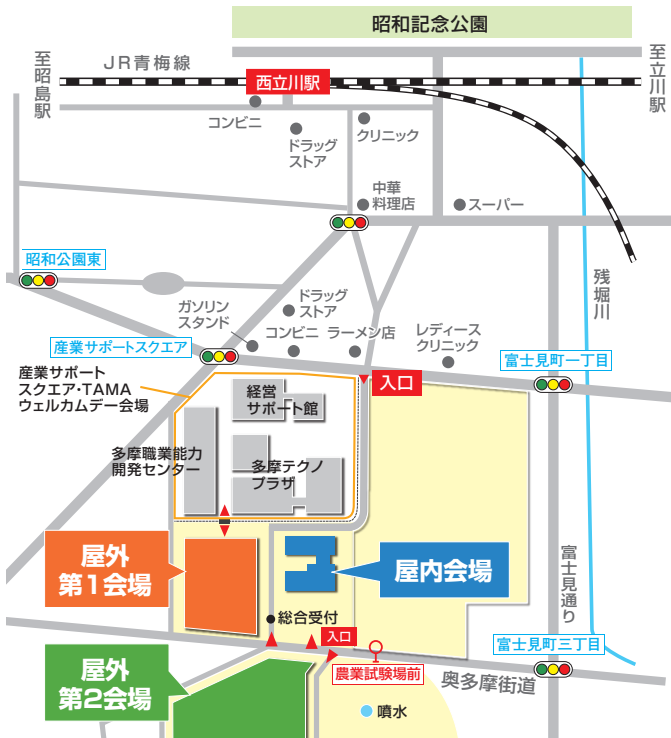 昭和記念公園
JR青梅線
至昭島駅
西立川駅
至立川駅
コンビニ
ドラッグ
ストア
クリニック
中華
料理店
スーパー
昭和公園東
残堀川
ガソリン
スタンド
ドラッグ
ストア
コンビニ
ラーメン店
レディース
クリニック
産業サポートスクエア
富士見町一丁目
産業サポート
スクエア・TAMA
ウェルカムデー会場
入口
経営
サポート館
多摩職業能力
開発センター
多摩テクノ
プラザ
屋外
第1会場
屋内会場
富士見通り
総合受付
入口
富士見町三丁目
農業試験場前
奥多摩街道
屋外
第2会場
噴水